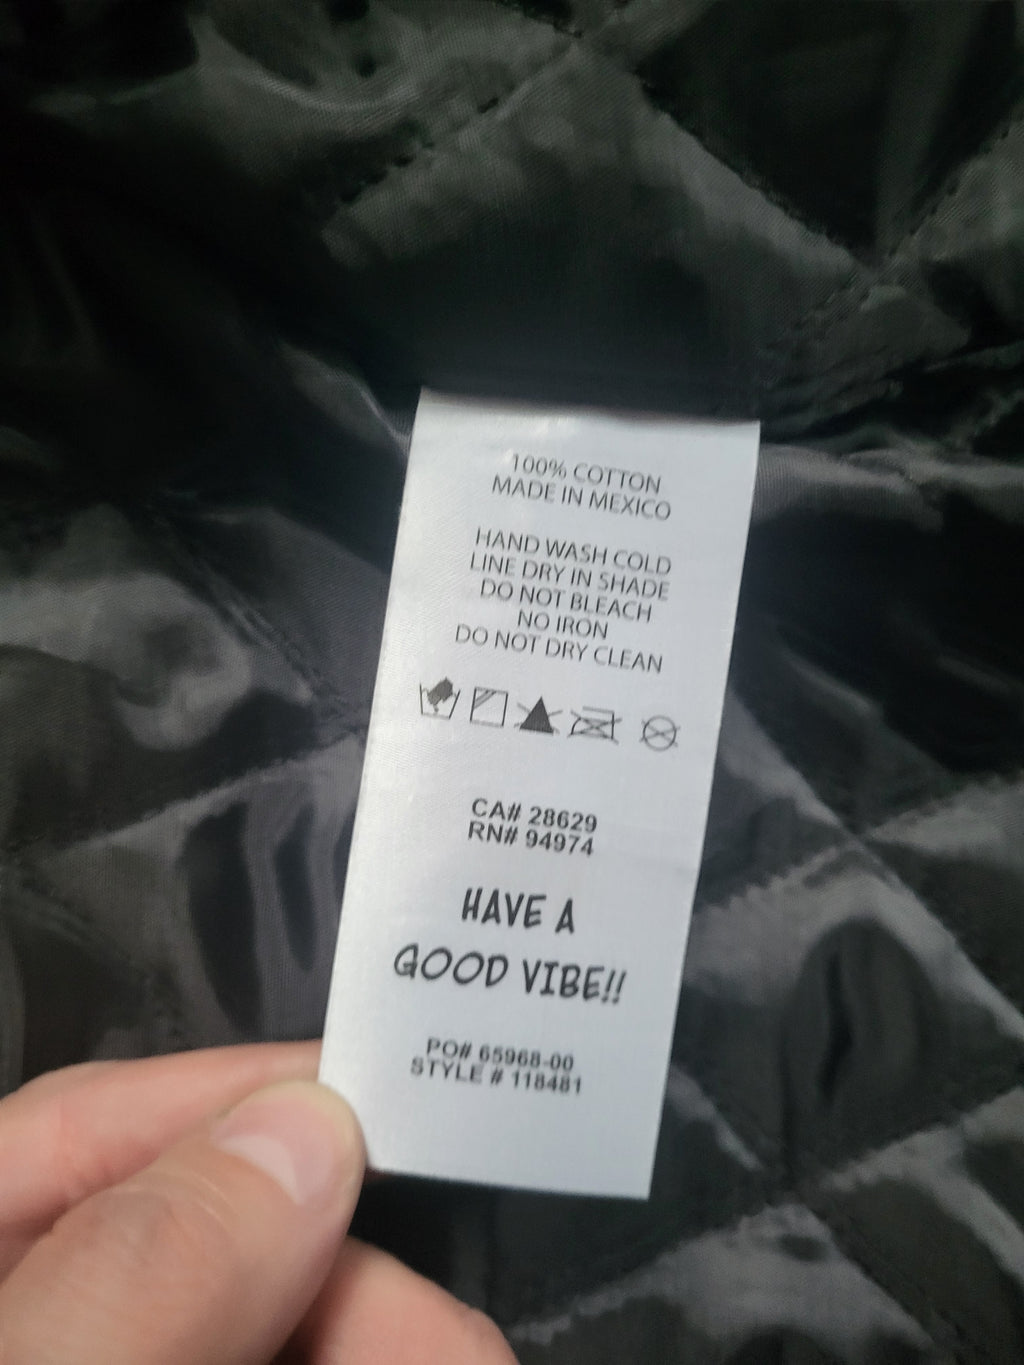 100% COTTON
MADE IN MEXICO
HAND WASH COLD
LINE DRY IN SHADE
DO NOT BLEACH
NO IRON
DO NOT DRY CLEAN
CA# 28629
RN# 94974
HAVE A
GOOD VIBE!!
PO# 65968-00
STYLE # 118481